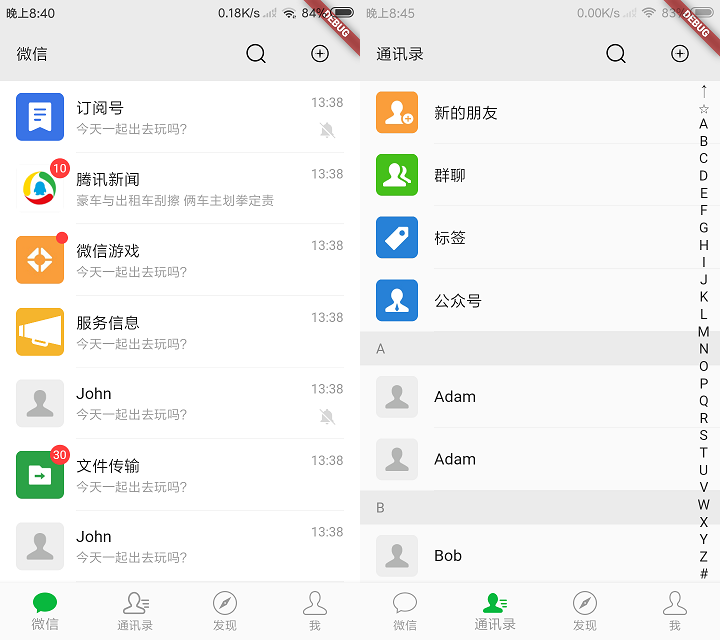 晚上8:40
0.18K/s
84%
DEBUG
微信
订阅号
13:38
今天一起出去玩吗?
10
腾讯新闻
13:38
豪车与出租车刮擦 俩车主划拳定责
微信游戏
13:38
今天一起出去玩吗?
服务信息
13:38
今天一起出去玩吗?
John
13:38
今天一起出去玩吗?
30
文件传输
13:38
今天一起出去玩吗?
John
13:38
今天一起出去玩吗?
微信
通讯录
发现
我
晚上8:45
0.00K/s
83%
DEBUG
通讯录
新的朋友
群聊
标签
公众号
A
Adam
Adam
B
Bob
↑
☆
A
B
C
D
E
F
G
H
I
J
K
L
M
N
O
P
Q
R
S
T
U
V
W
X
Y
Z
#
微信
通讯录
发现
我